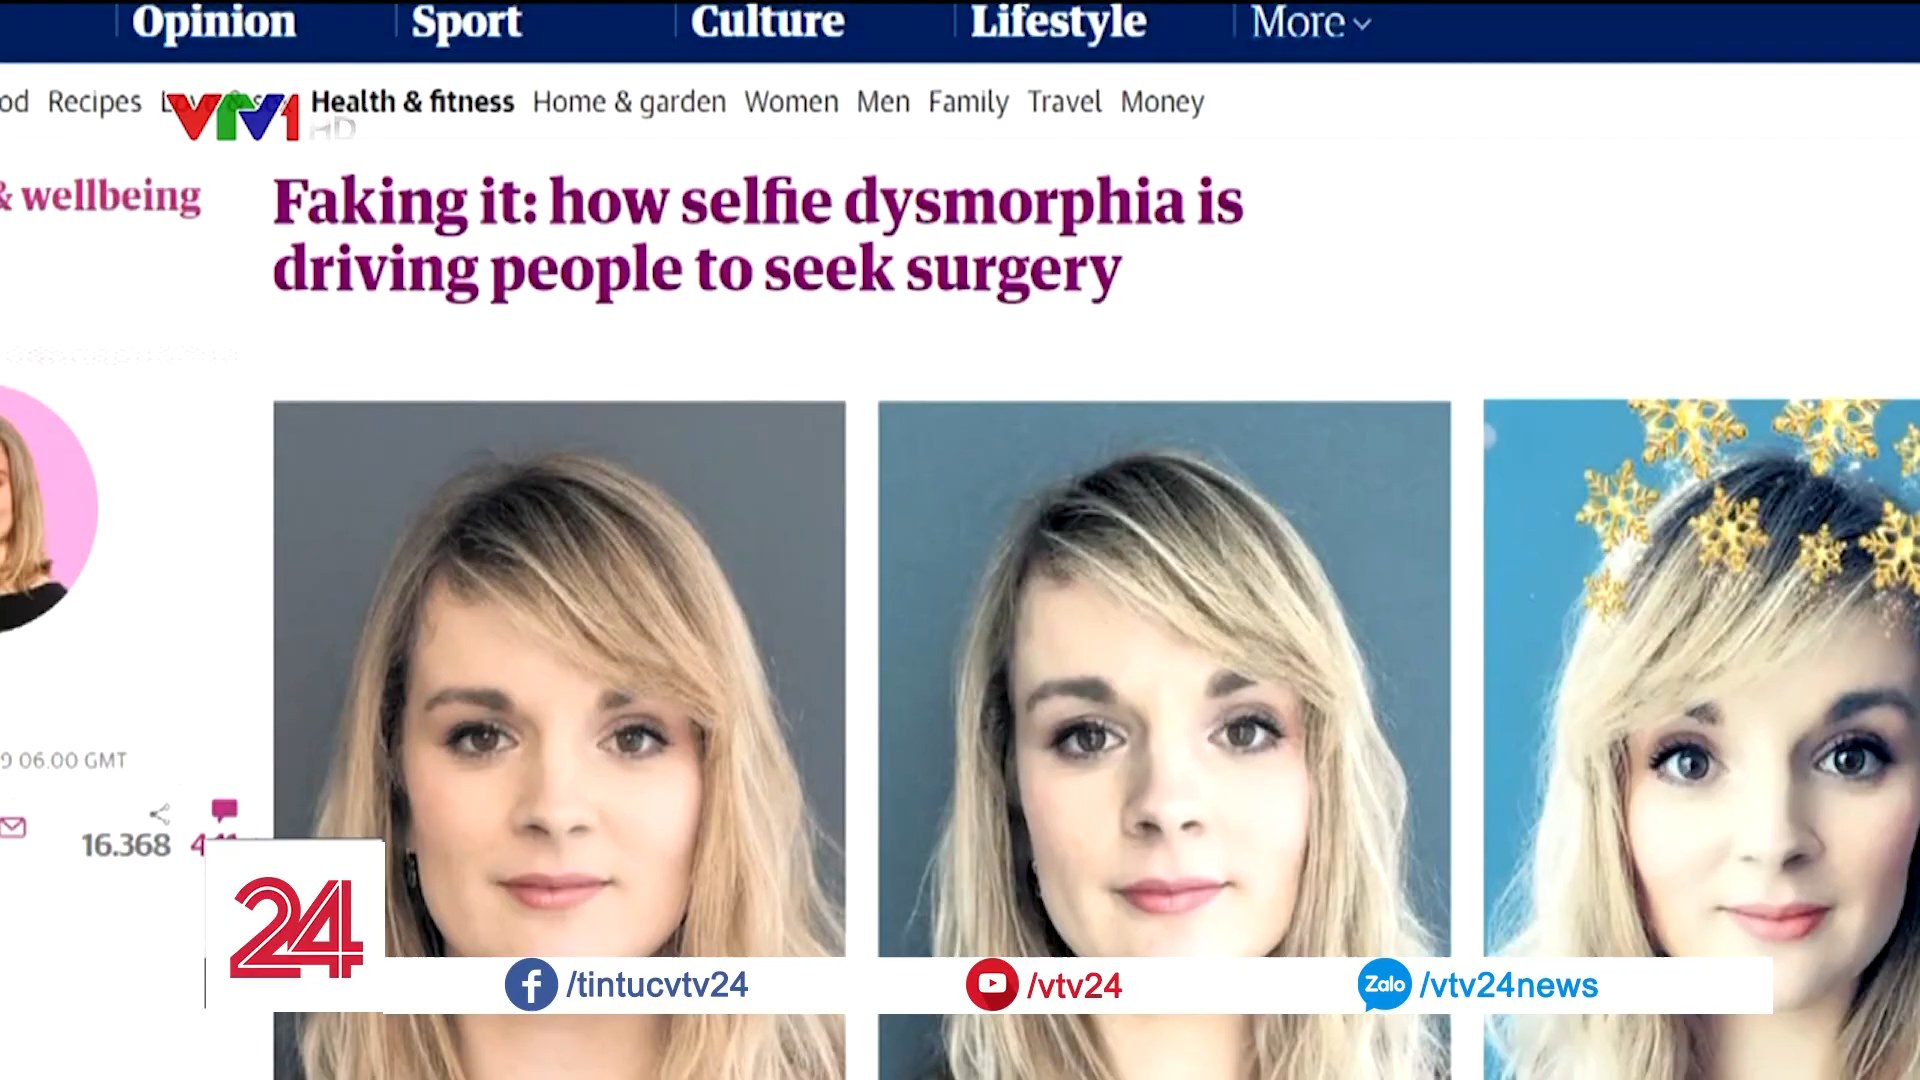 Opinion Sport Culture Lifestyle More
od Recipes Health & fitness Home & garden Women Men Family Travel Money
VTV1 HD
& wellbeing
Faking it: how selfie dysmorphia is
driving people to seek surgery
9 06.00 GMT
16.368
24
/tintucvtv24 /vtv24 Zalo /vtv24news